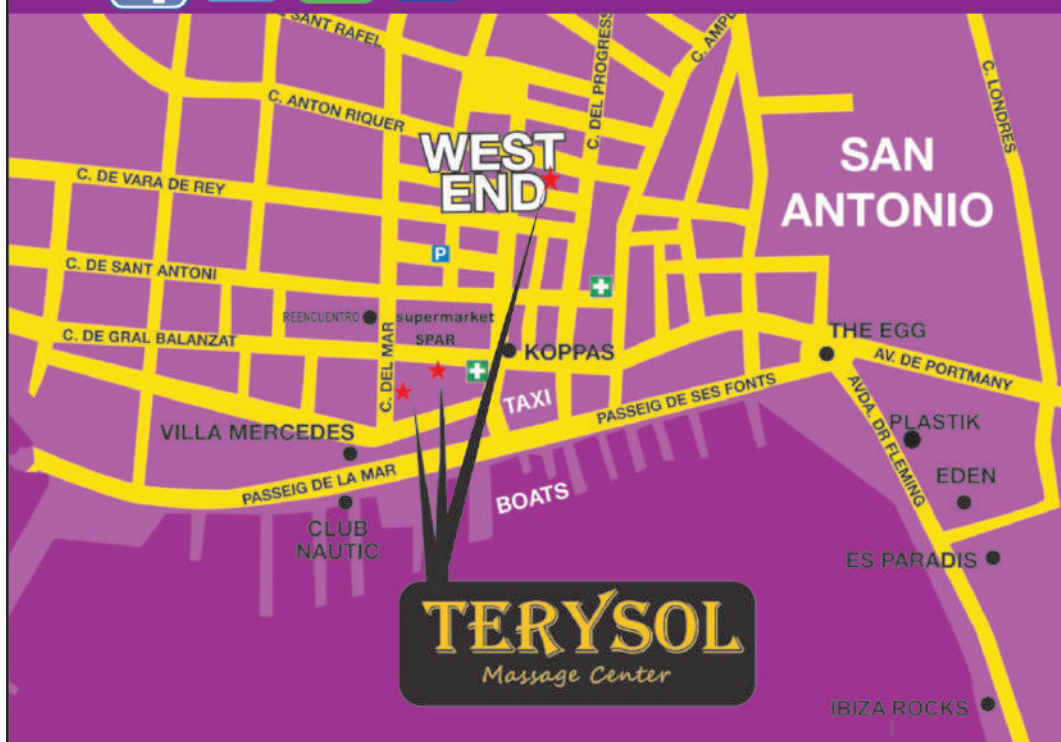 SANT RAFEL
C. AMPU
C. DEL PROGRESS
C. LONDRES
C. ANTON RIQUER
WEST
END
SAN
ANTONIO
C. DE VARA DE REY
P
C. DE SANT ANTONI
REENCUENTRO
supermarket
SPAR
C. DE GRAL BALANZAT
C. DEL MAR
KOPPAS
THE EGG
AV. DE PORTMANY
TAXI
PASSEIG DE SES FONTS
AVDA. DR FLEMING
VILLA MERCEDES
PLASTIK
PASSEIG DE LA MAR
BOATS
EDEN
CLUB
NAUTIC
ES PARADIS
TERYSOL
Massage Center
IBIZA ROCKS